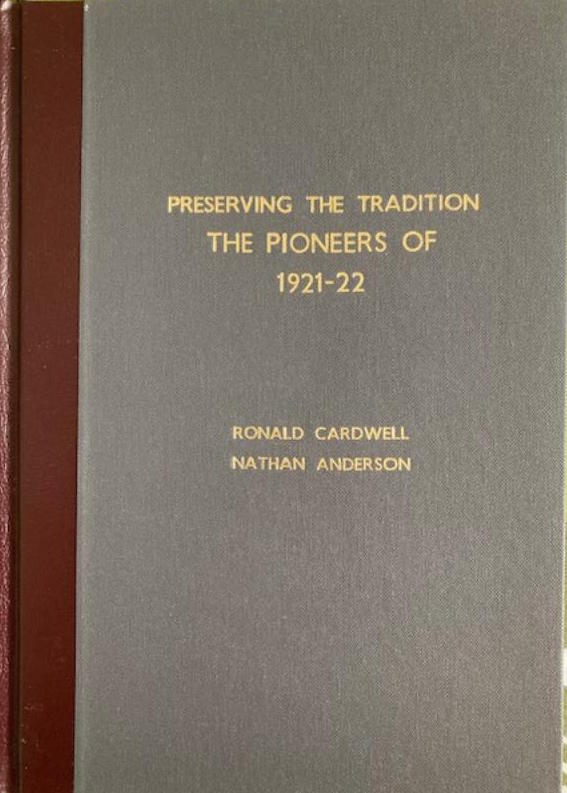 PRESERVING THE TRADITION
THE PIONEERS OF
1921-22
RONALD CARDWELL
NATHAN ANDERSON